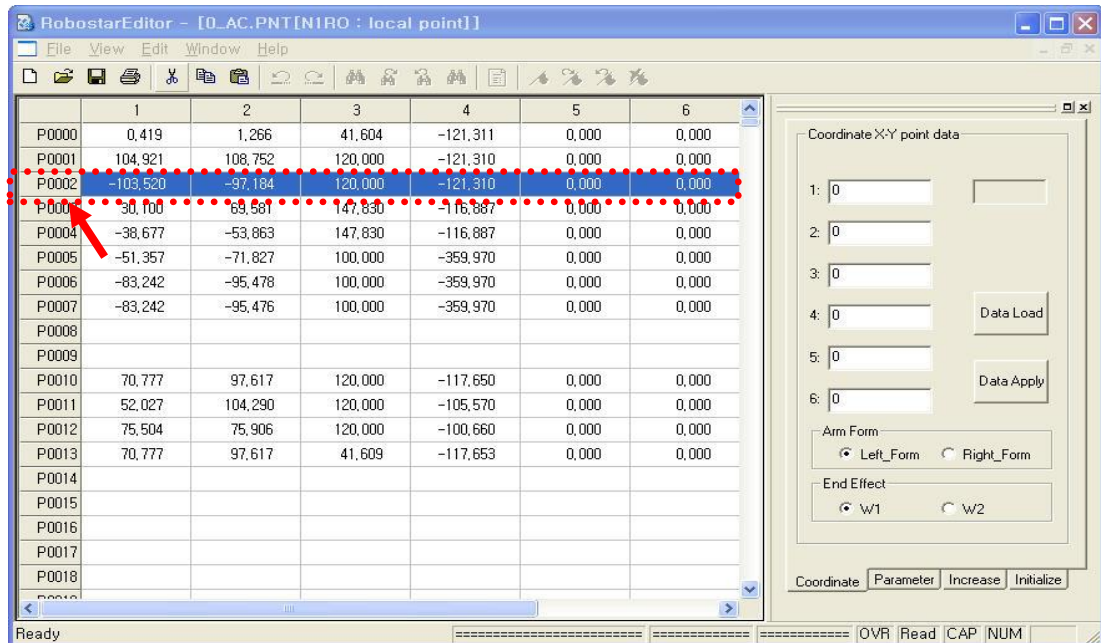 RobostarEditor - [0_AC.PNT[N1R0 : local point]]
File View Edit Window Help
1 2 3 4 5 6
P0000 0,419 1,266 41,604 -121,311 0,000 0,000
P0001 104,921 108,752 120,000 -121,310 0,000 0,000
P0002 -103,520 -97,184 120,000 -121,310 0,000 0,000
P0003 30,100 69,581 147,830 -116,887 0,000 0,000
P0004 -38,677 -53,863 147,830 -116,887 0,000 0,000
P0005 -51,357 -71,827 100,000 -359,970 0,000 0,000
P0006 -83,242 -95,478 100,000 -359,970 0,000 0,000
P0007 -83,242 -95,476 100,000 -359,970 0,000 0,000
P0008
P0009
P0010 70,777 97,617 120,000 -117,650 0,000 0,000
P0011 52,027 104,290 120,000 -105,570 0,000 0,000
P0012 75,504 75,906 120,000 -100,660 0,000 0,000
P0013 70,777 97,617 41,609 -117,653 0,000 0,000
P0014
P0015
P0016
P0017
P0018
Coordinate X-Y point data
1: 0
2: 0
3: 0
4: 0
Data Load
5: 0
Data Apply
6: 0
Arm Form
Left_Form Right_Form
End Effect
W1 W2
Coordinate Parameter Increase Initialize
Ready ======================== ============ ============ OVR Read CAP NUM